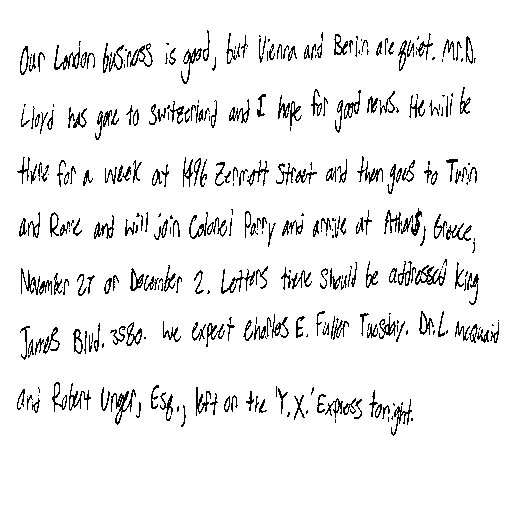 Our London business is good, but Vienna and Berlin are quiet. Mr. D.
Lloyd has gone to Switzerland and I hope for good news. He will be
there for a week at 1496 Zermott Street and then goes to Turin
and Rome and will join Colonel Parry and arrive at Athens, Greece,
November 27 or December 2. Letters there should be addressed King
James Blvd. 3580. We expect Charles E. Fuller Tuesday. Dr. L. McQuaid
and Robert Unger, Esq., left on the 'Y.X.' Express tonight.